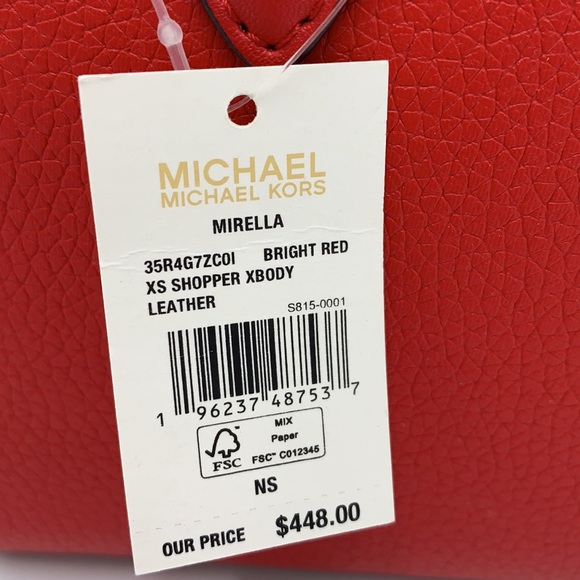 MICHAEL
MICHAEL KORS
MIRELLA
35R4G7ZC0I BRIGHT RED
XS SHOPPER XBODY
LEATHER
S815-0001
1 96237 48753 7
FSC
MIX
Paper
FSC™ C012345
NS
OUR PRICE $448.00